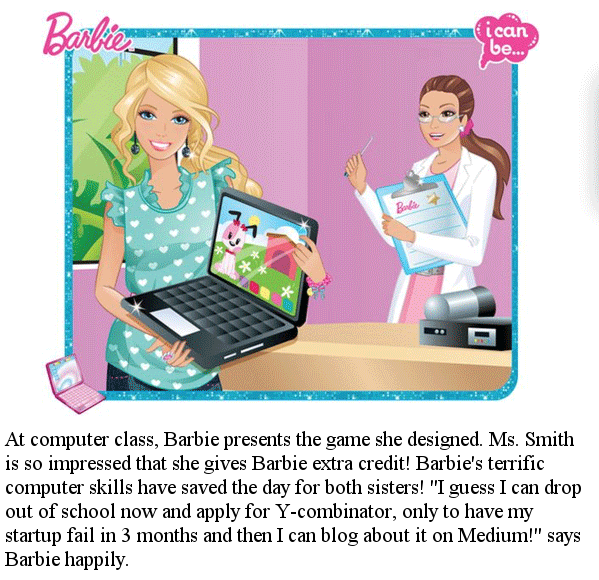 Barbie
i can
be...
Barbie
At computer class, Barbie presents the game she designed. Ms. Smith
is so impressed that she gives Barbie extra credit! Barbie's terrific
computer skills have saved the day for both sisters! "I guess I can drop
out of school now and apply for Y-combinator, only to have my
startup fail in 3 months and then I can blog about it on Medium!" says
Barbie happily.